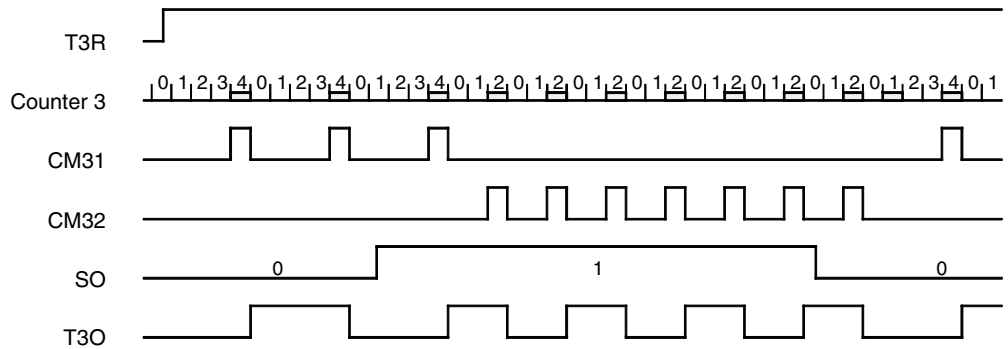 T3R
0 1 2 3 4 0 1 2 3 4 0 1 2 3 4 0 1 2 0 1 2 0 1 2 0 1 2 0 1 2 0 1 2 0 1 2 0 1 2 3 4 0 1
Counter 3
CM31
CM32
SO 0 1 0
T3O